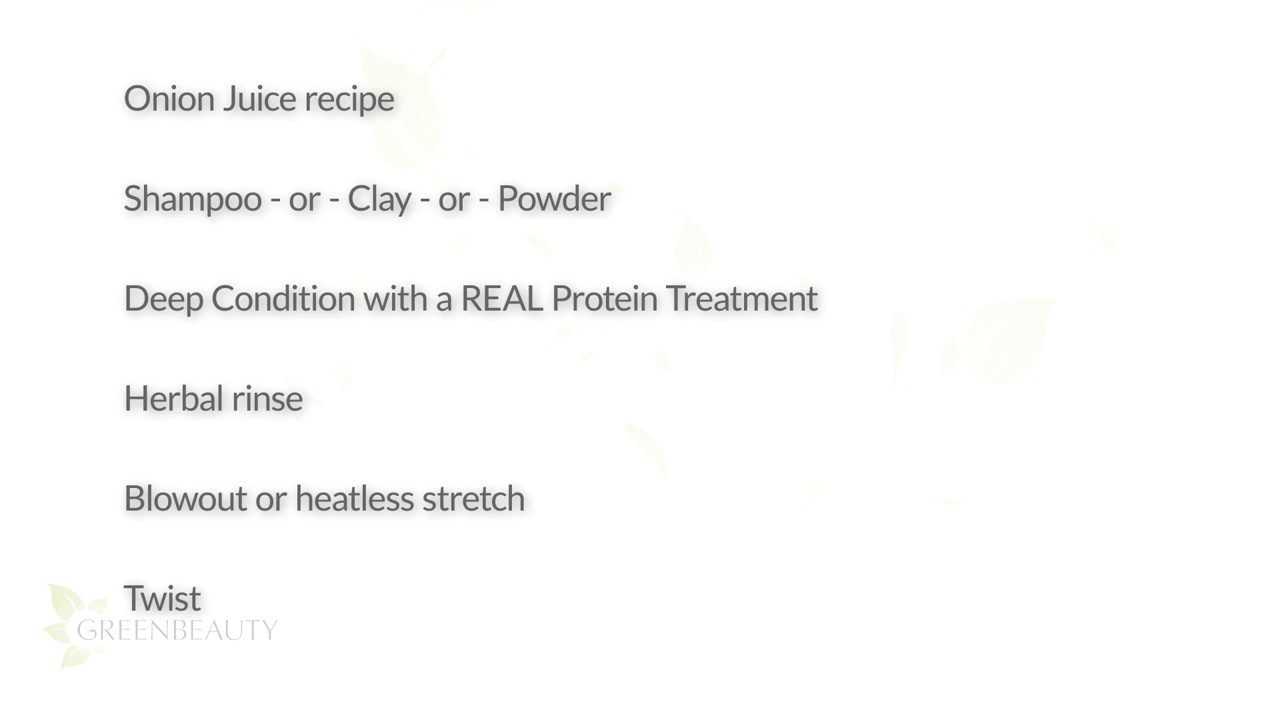 Onion Juice recipe
Shampoo - or - Clay - or - Powder
Deep Condition with a REAL Protein Treatment
Herbal rinse
Blowout or heatless stretch
Twist
GREENBEAUTY